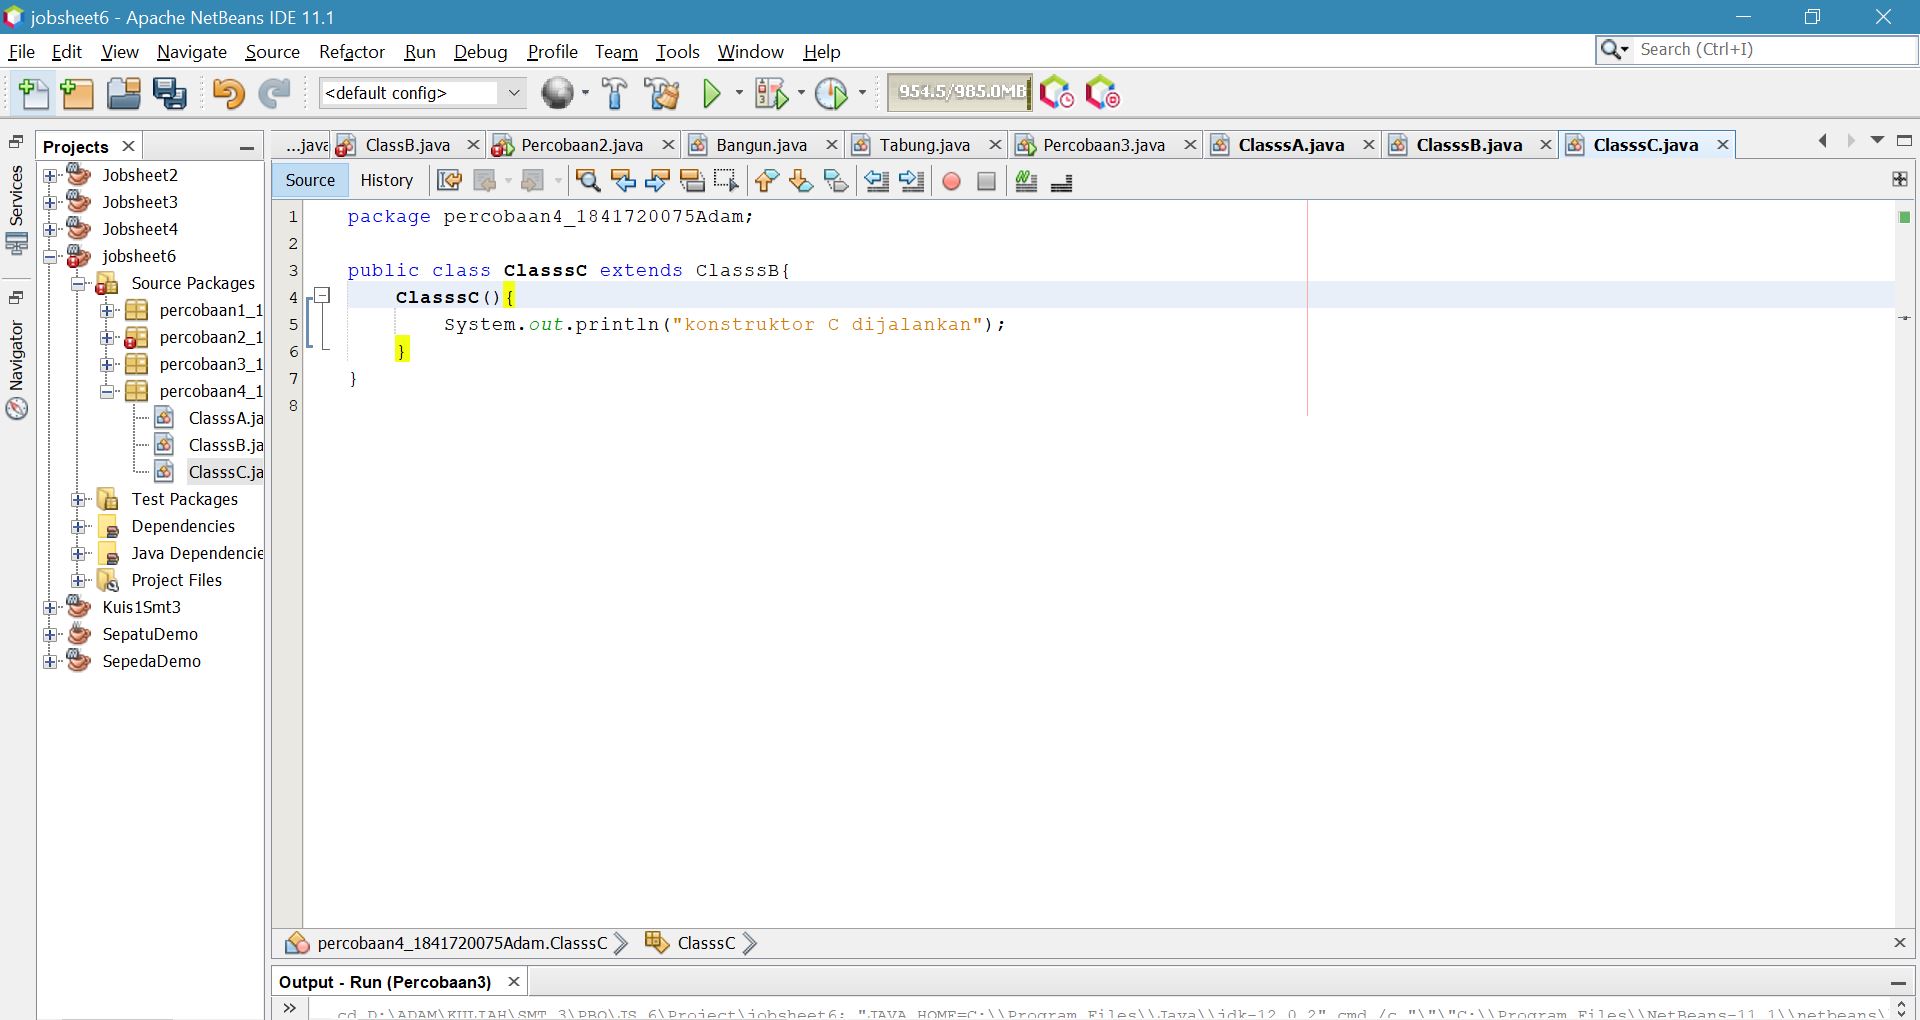 jobsheet6 - Apache NetBeans IDE 11.1
File Edit View Navigate Source Refactor Run Debug Profile Team Tools Window Help
Search (Ctrl+I)
<default config>
954.5/985.0MB
Projects
...java ClassB.java Percobaan2.java Bangun.java Tabung.java Percobaan3.java ClasssA.java ClasssB.java ClasssC.java
Source History
Services
Navigator
Jobsheet2
Jobsheet3
Jobsheet4
jobsheet6
Source Packages
percobaan1_1
percobaan2_1
percobaan3_1
percobaan4_1
ClasssA.ja
ClasssB.ja
ClasssC.ja
Test Packages
Dependencies
Java Dependencie
Project Files
Kuis1Smt3
SepatuDemo
SepedaDemo
1 package percobaan4_1841720075Adam;
2
3 public class ClasssC extends ClasssB{
4 ClasssC(){
5 System.out.println("konstruktor C dijalankan");
6 }
7 }
8
percobaan4_1841720075Adam.ClasssC ClasssC
Output - Run (Percobaan3)
cd D:\ADAM\KULIAH\SMT 3\PBO\JS 6\Project\jobsheet6; "JAVA_HOME=C:\\Program Files\\Java\\jdk-12.0.2" cmd /c "\"\"C:\\Program Files\\NetBeans-11.1\\netbeans\